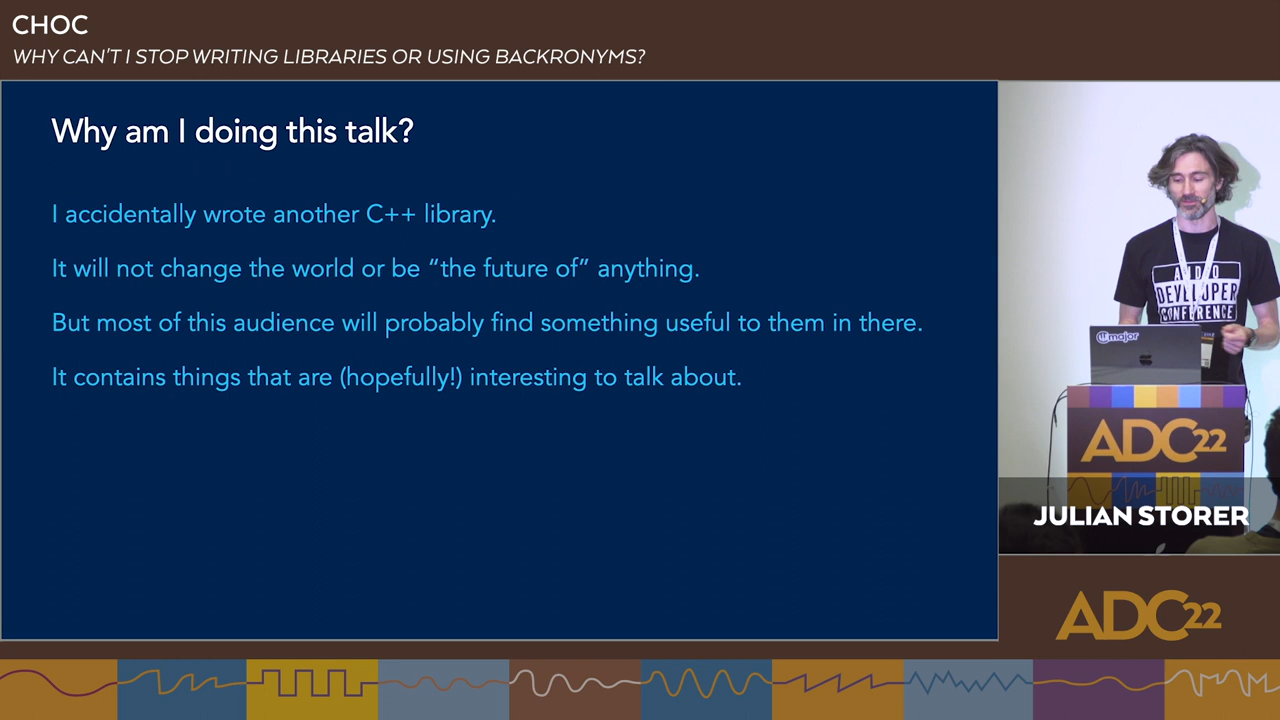 CHOC
WHY CAN'T I STOP WRITING LIBRARIES OR USING BACKRONYMS?
Why am I doing this talk?
I accidentally wrote another C++ library.
It will not change the world or be “the future of” anything.
But most of this audience will probably find something useful to them in there.
It contains things that are (hopefully!) interesting to talk about.
AUDIO
DEVELOPER
CONFERENCE
major
ADC22
JULIAN STORER
ADC22